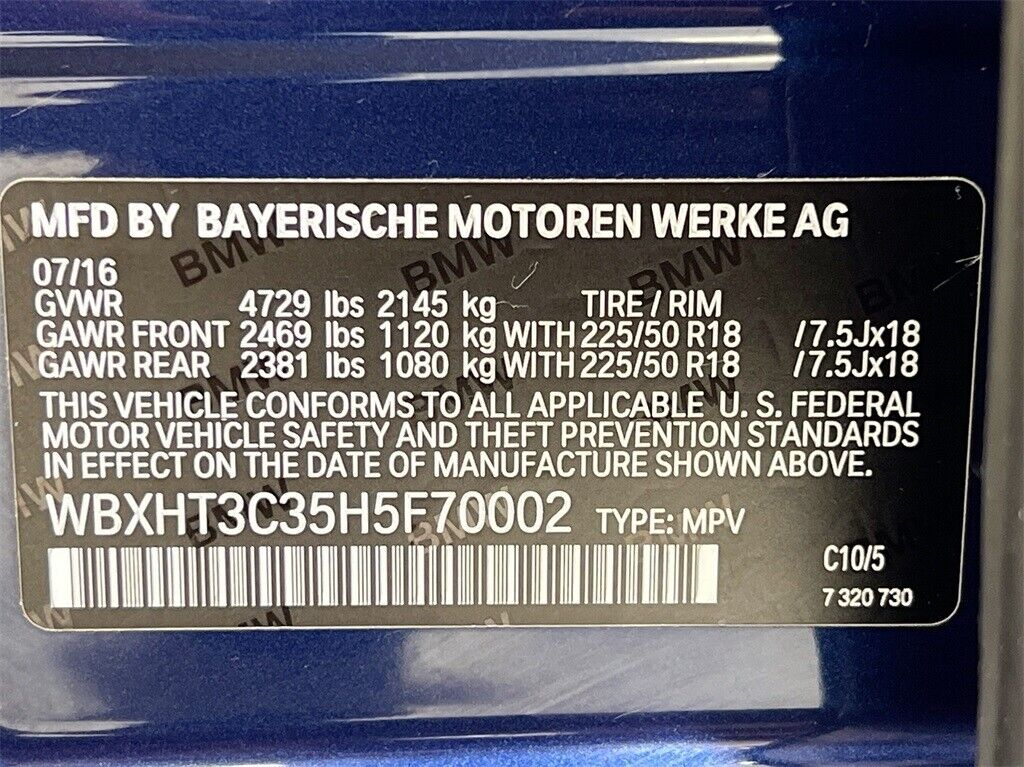 MFD BY BAYERISCHE MOTOREN WERKE AG
07/16
GVWR 4729 lbs 2145 kg TIRE / RIM
GAWR FRONT 2469 lbs 1120 kg WITH 225/50 R18 /7.5Jx18
GAWR REAR 2381 lbs 1080 kg WITH 225/50 R18 /7.5Jx18
THIS VEHICLE CONFORMS TO ALL APPLICABLE U. S. FEDERAL
MOTOR VEHICLE SAFETY AND THEFT PREVENTION STANDARDS
IN EFFECT ON THE DATE OF MANUFACTURE SHOWN ABOVE.
WBXHT3C35H5F70002 TYPE: MPV
C10/5
7 320 730